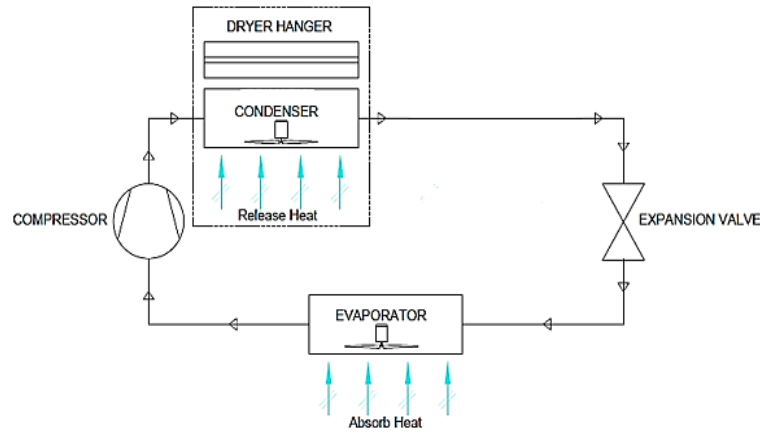 DRYER HANGER
CONDENSER
Release Heat
COMPRESSOR
EXPANSION VALVE
EVAPORATOR
Absorb Heat